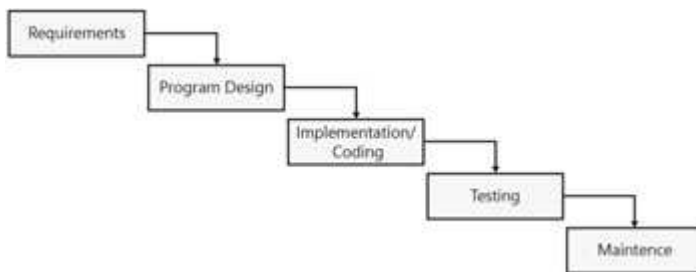 Requirements
Program Design
Implementation/
Coding
Testing
Maintence